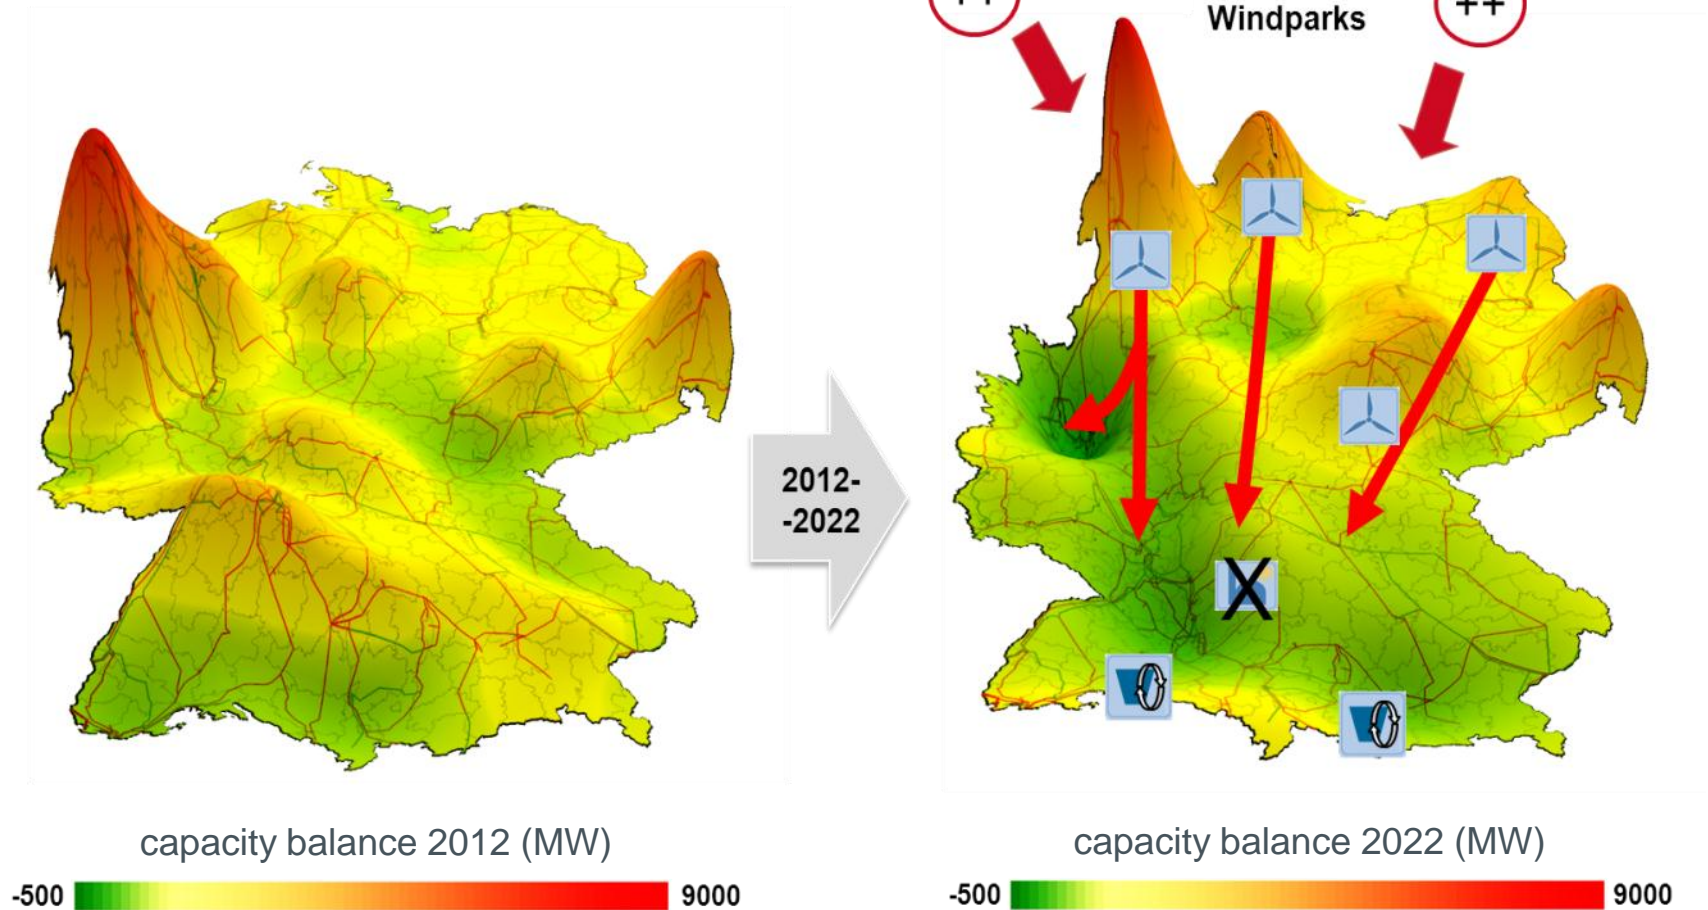 ++
Windparks
++
2012-
-2022
X
capacity balance 2012 (MW)
capacity balance 2022 (MW)
-500
9000
-500
9000